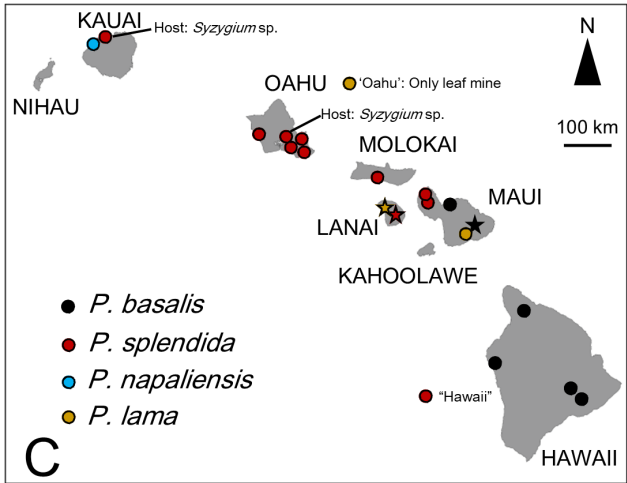 KAUAI
Host: Syzygium sp.
N
NIHAU
OAHU
'Oahu': Only leaf mine
Host: Syzygium sp.
100 km
MOLOKAI
MAUI
LANAI
KAHOOLAWE
P. basalis
P. splendida
P. napaliensis
P. lama
"Hawaii"
HAWAII
C